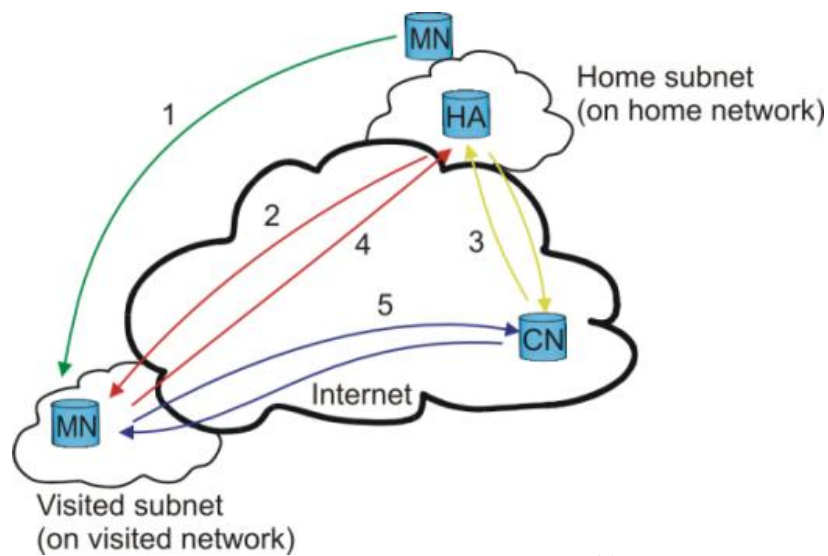 MN
Home subnet
(on home network)
HA
1
2
4
3
5
CN
Internet
MN
Visited subnet
(on visited network)